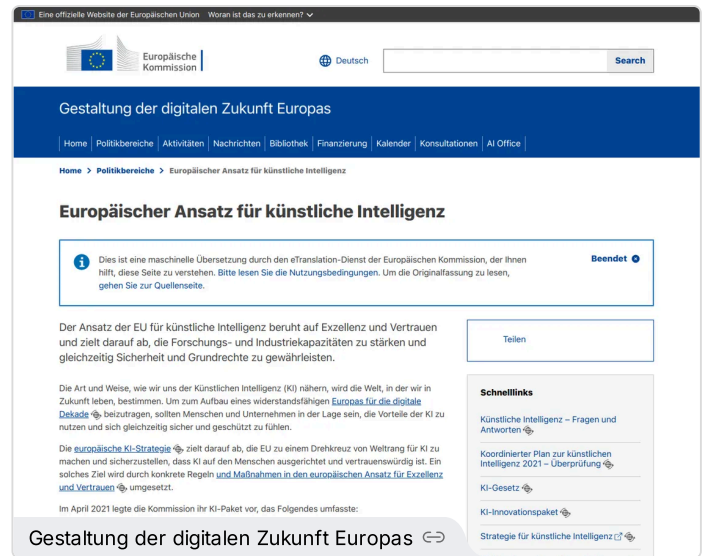 Eine offizielle Website der Europäischen Union Woran ist das zu erkennen?
Europäische
Kommission
Deutsch
Search
Gestaltung der digitalen Zukunft Europas
Home Politikbereiche Aktivitäten Nachrichten Bibliothek Finanzierung Kalender Konsultationen AI Office
Home > Politikbereiche > Europäischer Ansatz für künstliche Intelligenz
Europäischer Ansatz für künstliche Intelligenz
Dies ist eine maschinelle Übersetzung durch den eTranslation-Dienst der Europäischen Kommission, der Ihnen
hilft, diese Seite zu verstehen. Bitte lesen Sie die Nutzungsbedingungen. Um die Originalfassung zu lesen,
gehen Sie zur Quellenseite.
Beendet
Der Ansatz der EU für künstliche Intelligenz beruht auf Exzellenz und Vertrauen
und zielt darauf ab, die Forschungs- und Industriekapazitäten zu stärken und
gleichzeitig Sicherheit und Grundrechte zu gewährleisten.
Die Art und Weise, wie wir uns der Künstlichen Intelligenz (KI) nähern, wird die Welt, in der wir in
Zukunft leben, bestimmen. Um zum Aufbau eines widerstandsfähigen Europas für die digitale
Dekade beizutragen, sollten Menschen und Unternehmen in der Lage sein, die Vorteile der KI zu
nutzen und sich gleichzeitig sicher und geschützt zu fühlen.
Die europäische KI-Strategie zielt darauf ab, die EU zu einem Drehkreuz von Weltrang für KI zu
machen und sicherzustellen, dass KI auf den Menschen ausgerichtet und vertrauenswürdig ist. Ein
solches Ziel wird durch konkrete Regeln und Maßnahmen in den europäischen Ansatz für Exzellenz
und Vertrauen umgesetzt.
Im April 2021 legte die Kommission ihr KI-Paket vor, das Folgendes umfasste:
Teilen
Schnelllinks
Künstliche Intelligenz – Fragen und
Antworten
Koordinierter Plan zur künstlichen
Intelligenz 2021 – Überprüfung
KI-Gesetz
KI-Innovationspaket
Strategie für künstliche Intelligenz
Gestaltung der digitalen Zukunft Europas